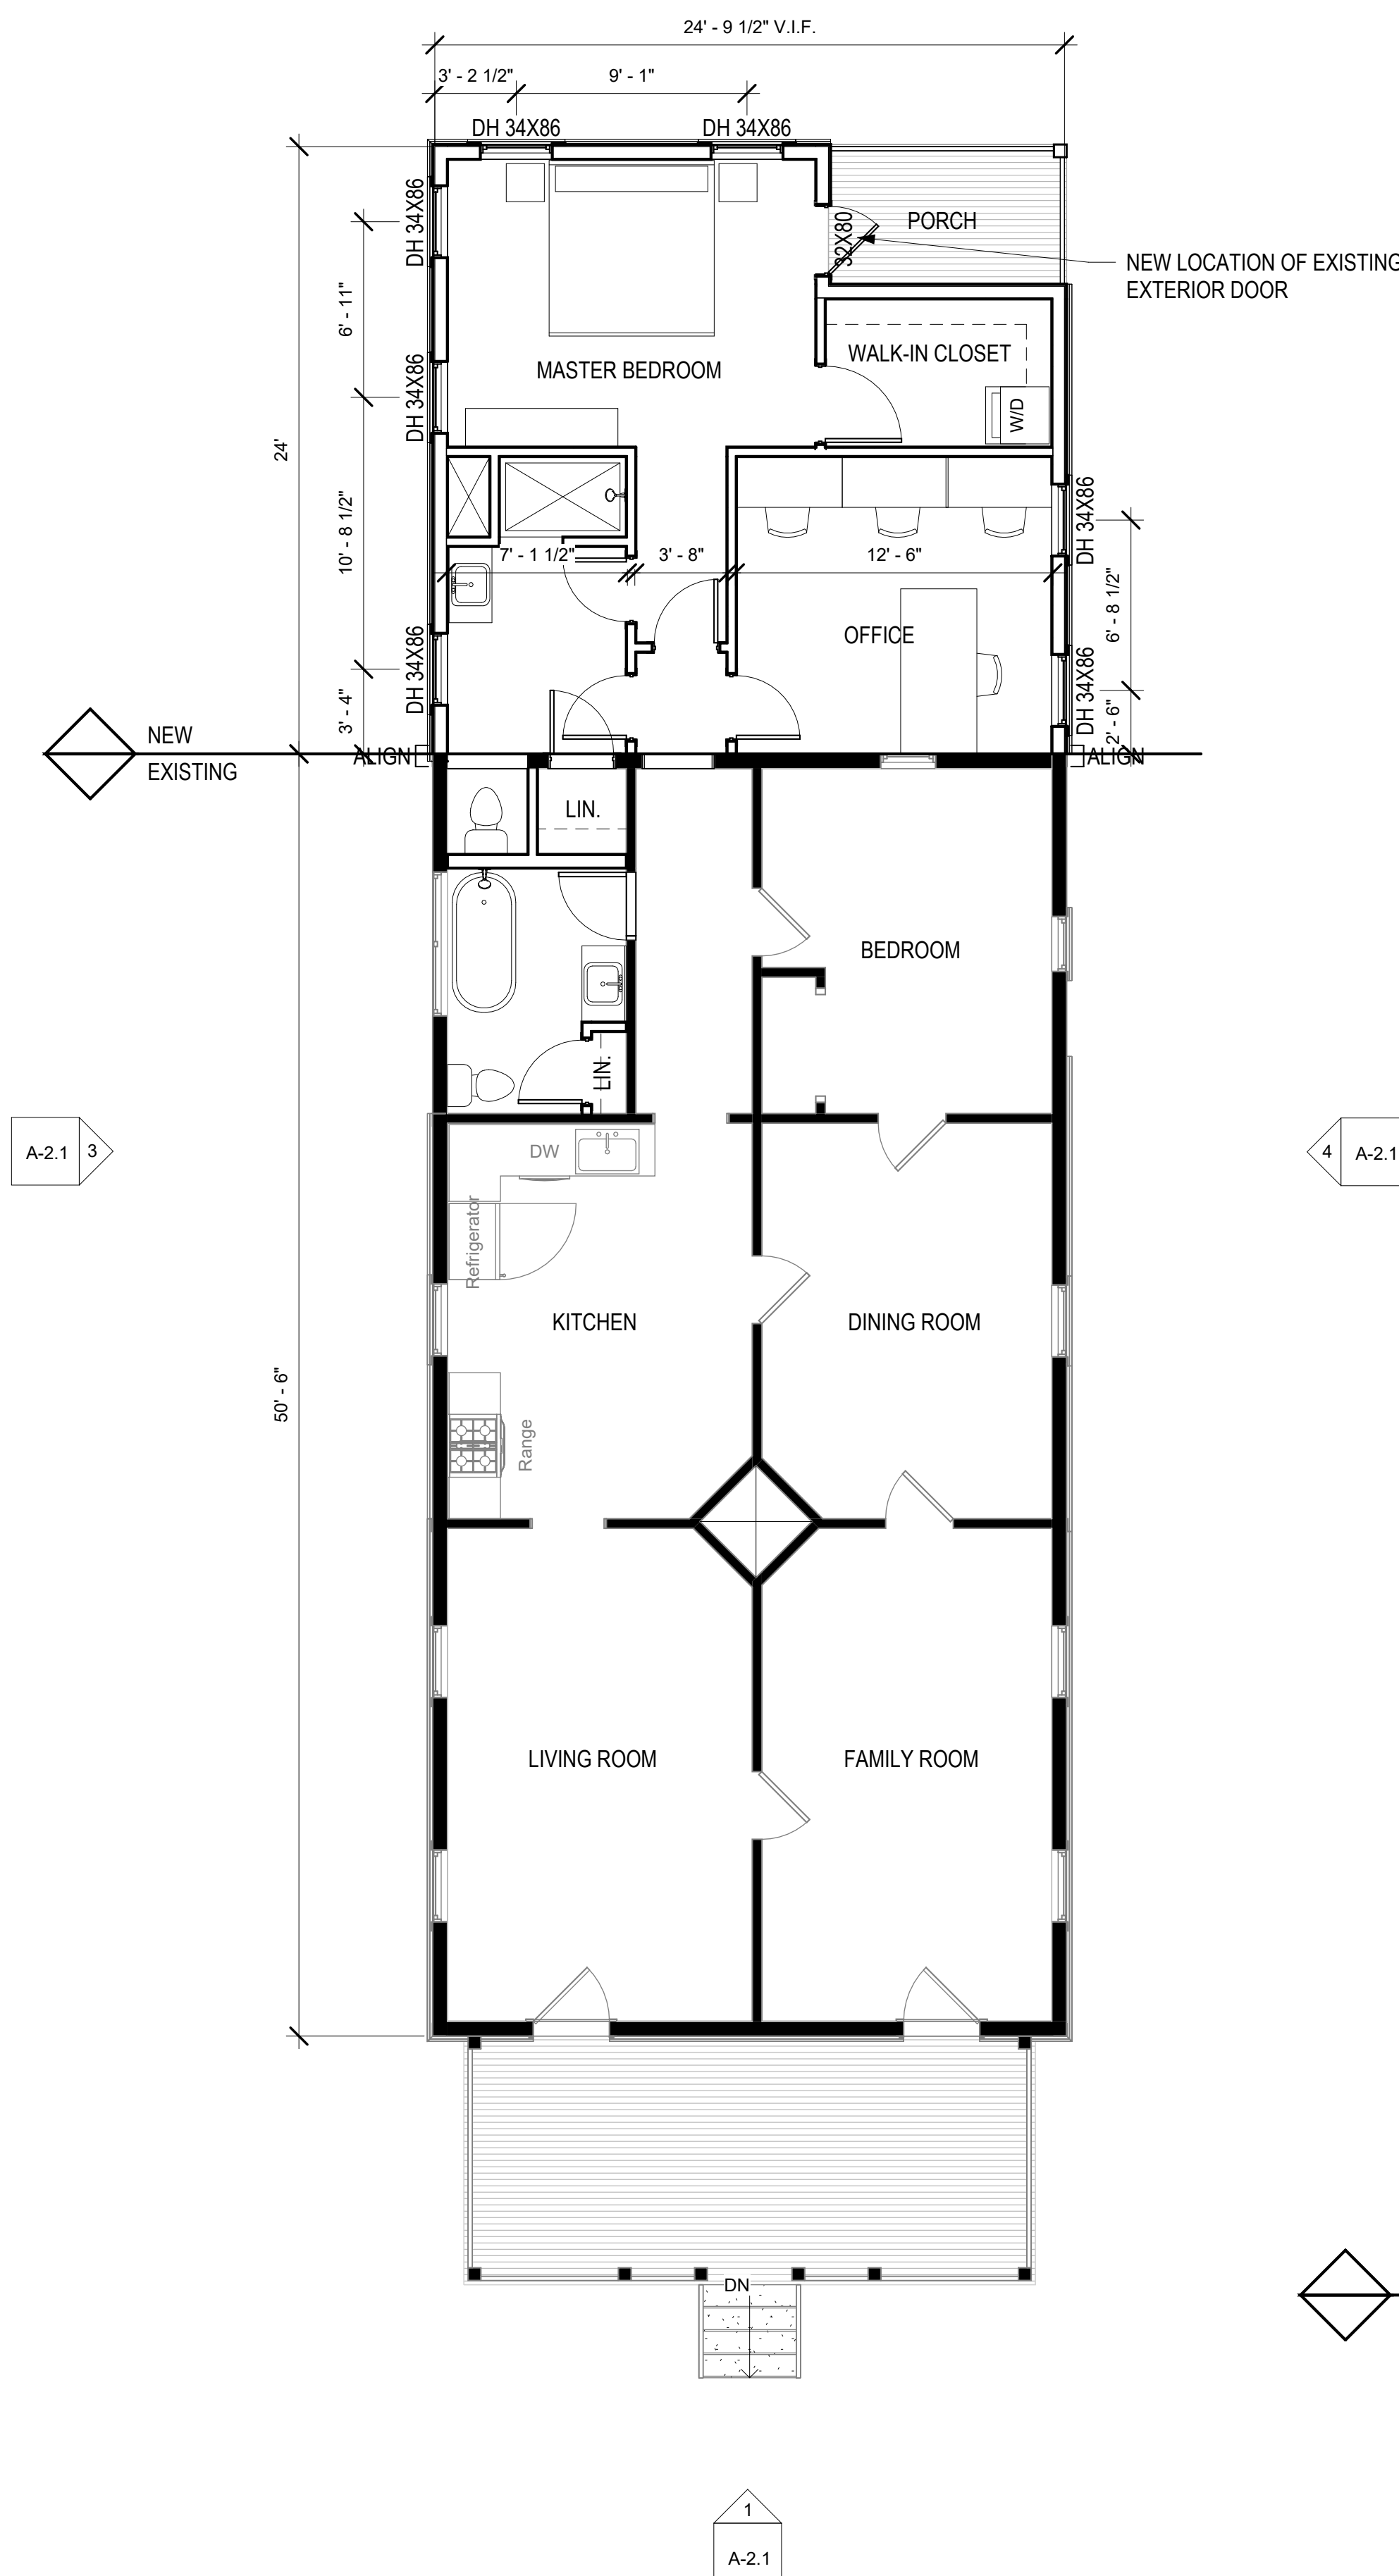 24' - 9 1/2" V.I.F.
3' - 2 1/2"
9' - 1"
DH 34X86
DH 34X86
DH 34X86
32X80
PORCH
NEW LOCATION OF EXISTING
EXTERIOR DOOR
6' - 11"
WALK-IN CLOSET
MASTER BEDROOM
DH 34X86
W/D
24'
10' - 8 1/2"
DH 34X86
7' - 1 1/2"
3' - 8"
12' - 6"
6' - 8 1/2"
OFFICE
DH 34X86
DH 34X86
3' - 4"
2' - 6"
NEW
EXISTING
ALIGN
ALIGN
LIN.
BEDROOM
LIN.
A-2.1
3
4
A-2.1
DW
Refrigerator
KITCHEN
DINING ROOM
50' - 6"
Range
LIVING ROOM
FAMILY ROOM
DN
1
A-2.1